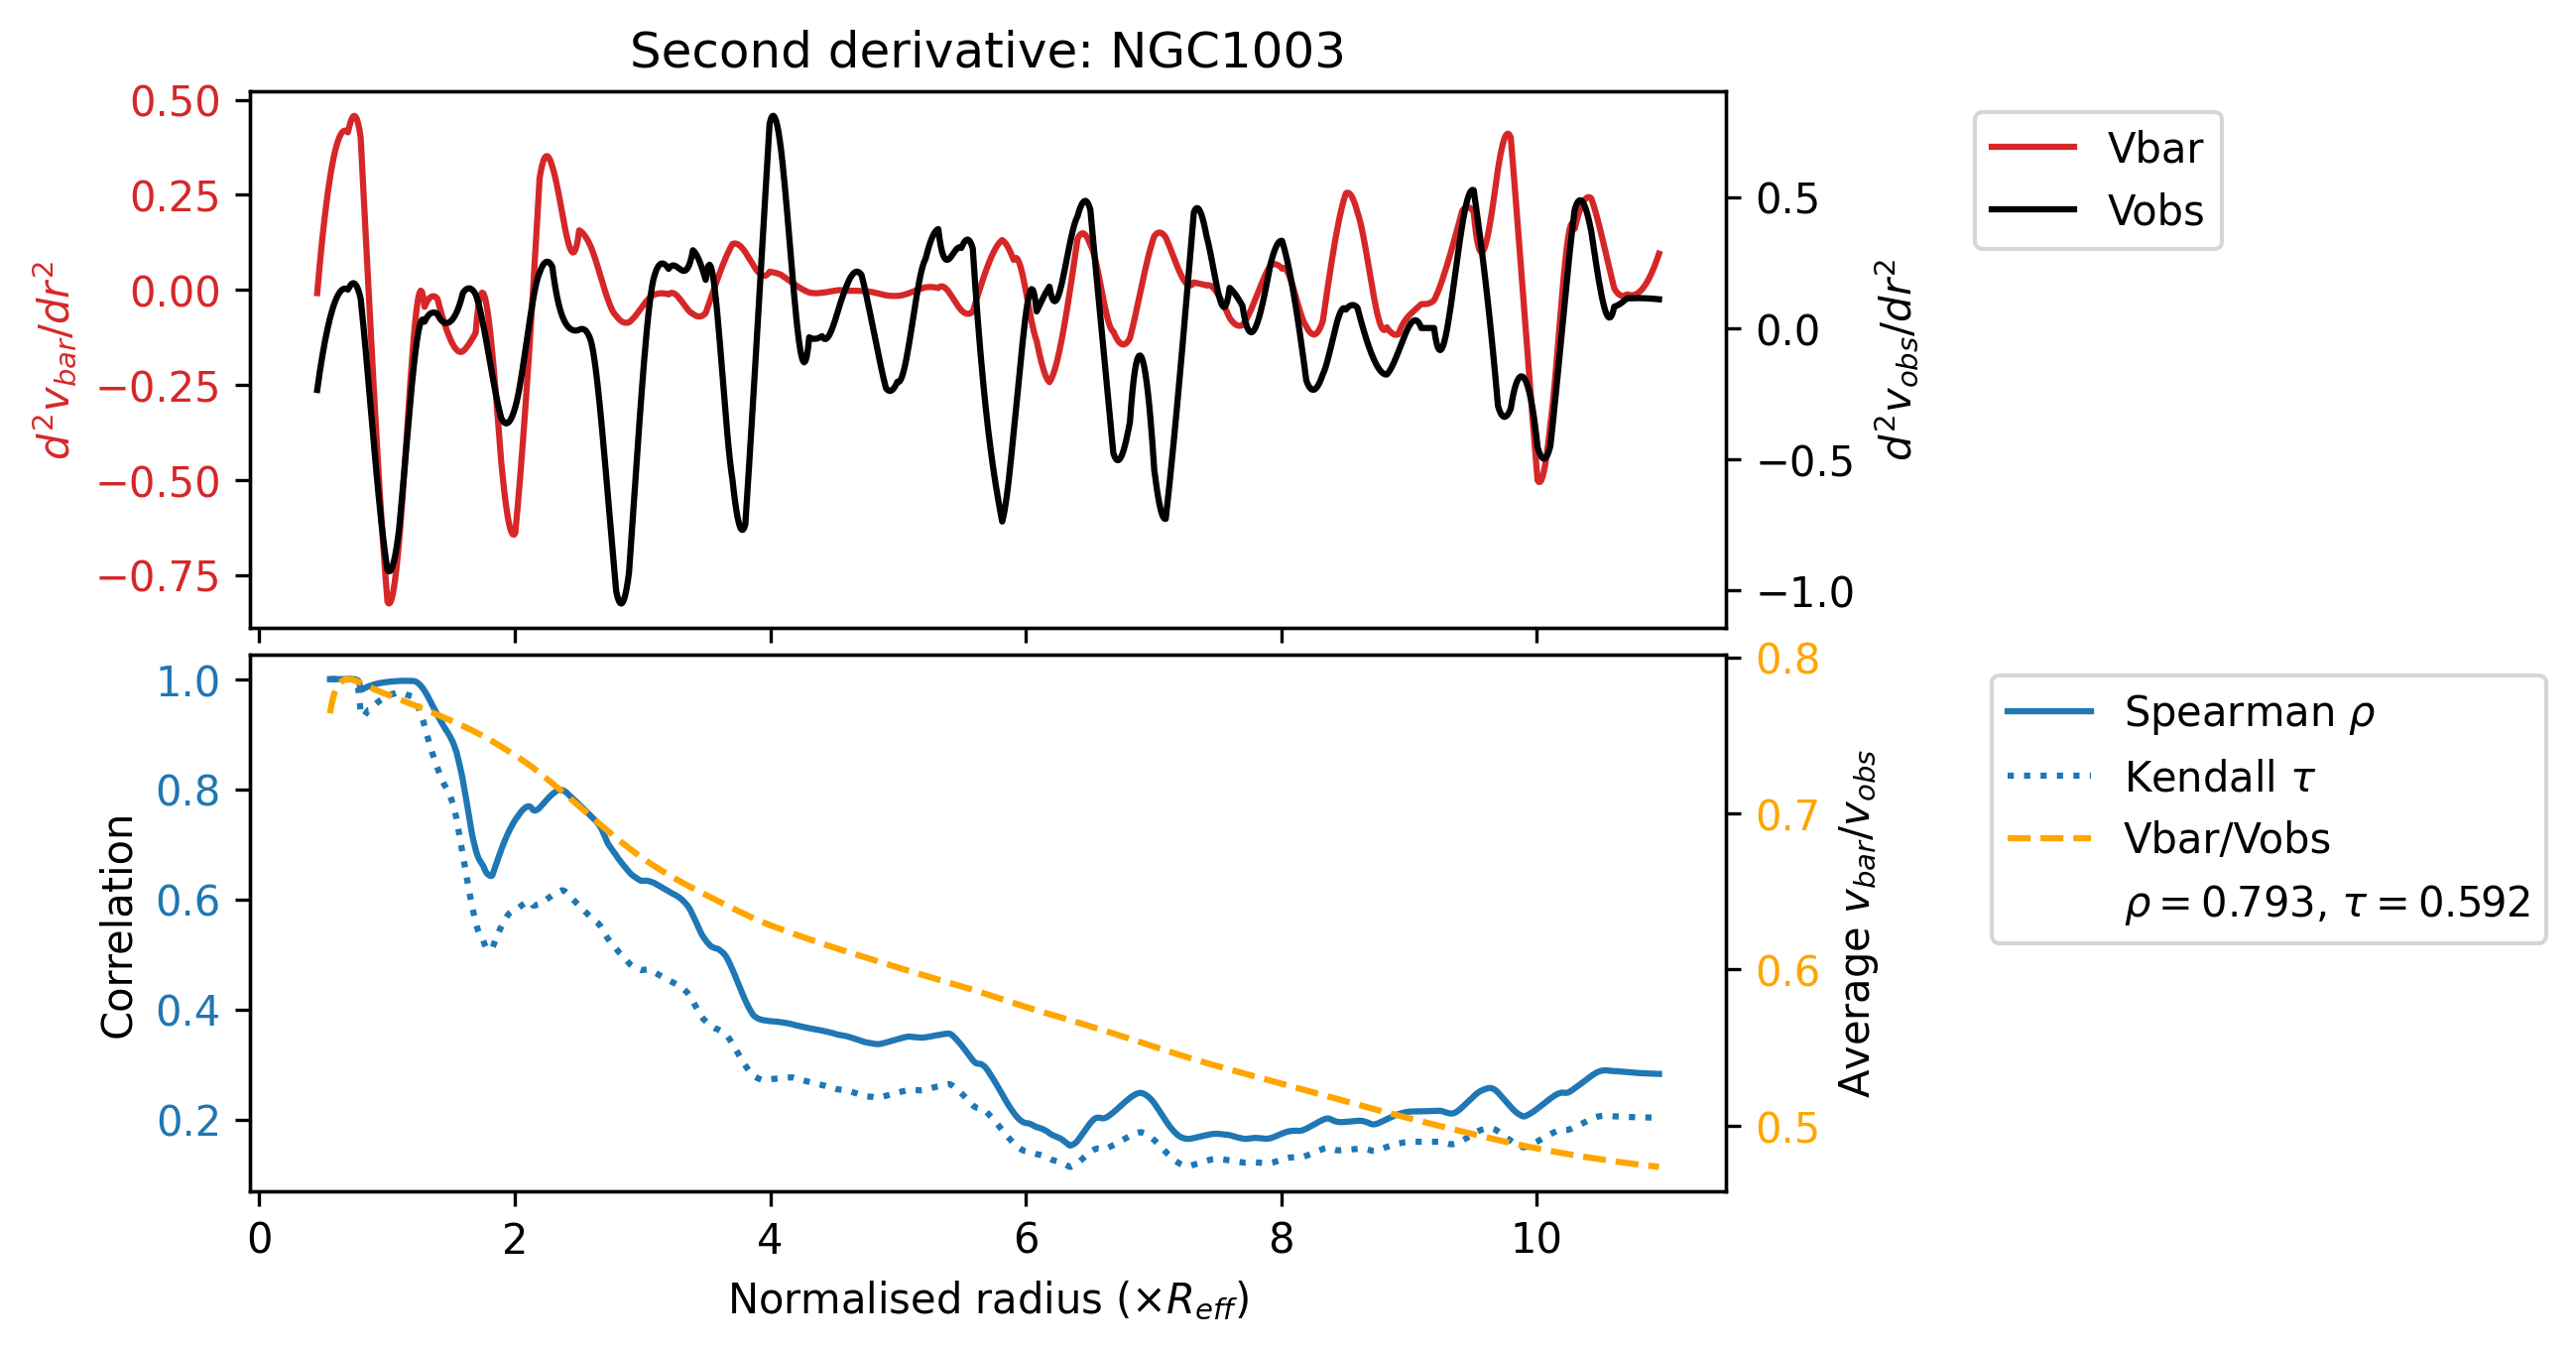 Second derivative: NGC1003
0.50
0.25
0.00
−0.25
−0.50
−0.75
d²v_bar/dr²
0.5
0.0
−0.5
−1.0
d²v_obs/dr²
Vbar
Vobs
1.0
0.8
0.6
0.4
0.2
Correlation
0.8
0.7
0.6
0.5
Average v_bar/v_obs
Spearman ρ
Kendall τ
Vbar/Vobs
ρ = 0.793, τ = 0.592
0 2 4 6 8 10
Normalised radius (×R_eff)